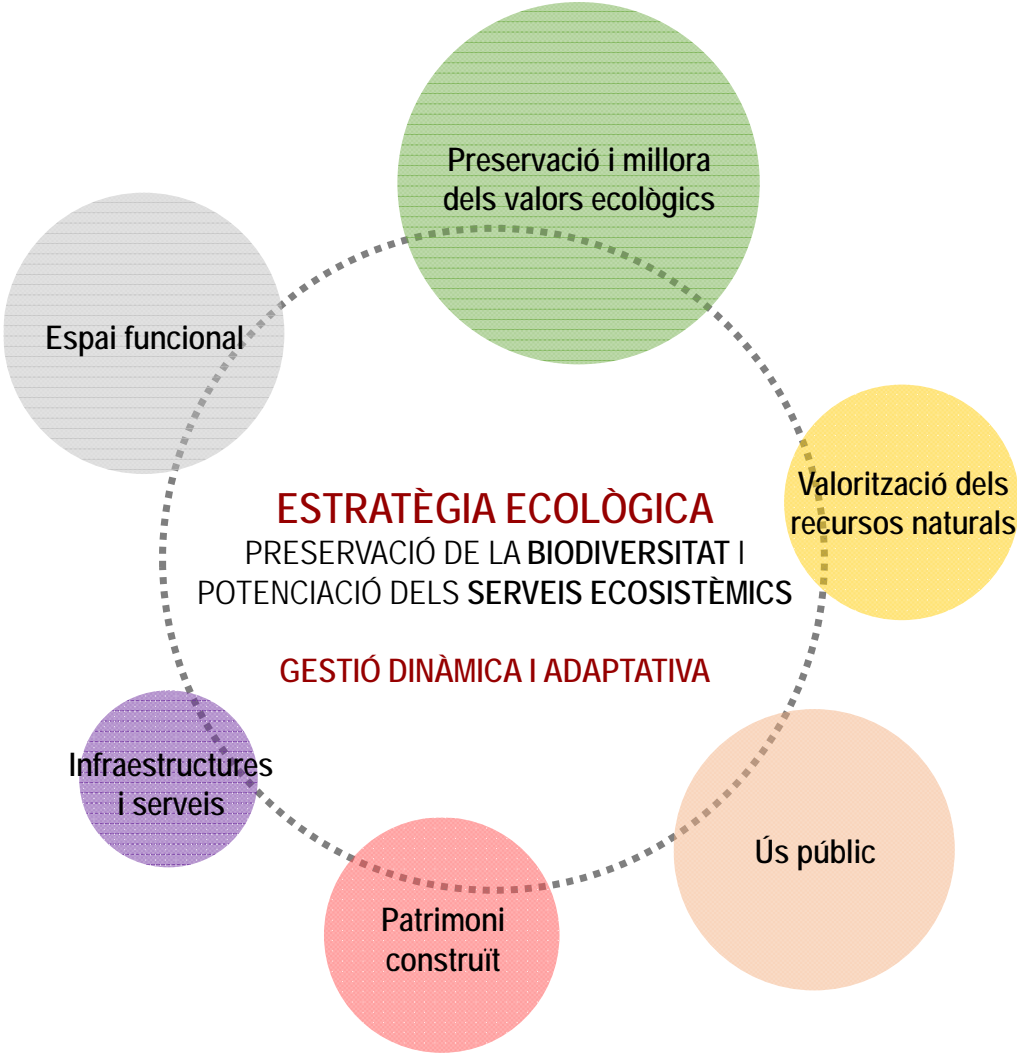 Preservació i millora
dels valors ecològics
Espai funcional
Valorització dels
recursos naturals
ESTRATÈGIA ECOLÒGICA
PRESERVACIÓ DE LA BIODIVERSITAT I
POTENCIACIÓ DELS SERVEIS ECOSISTÈMICS
GESTIÓ DINÀMICA I ADAPTATIVA
Infraestructures
i serveis
Ús públic
Patrimoni
construït